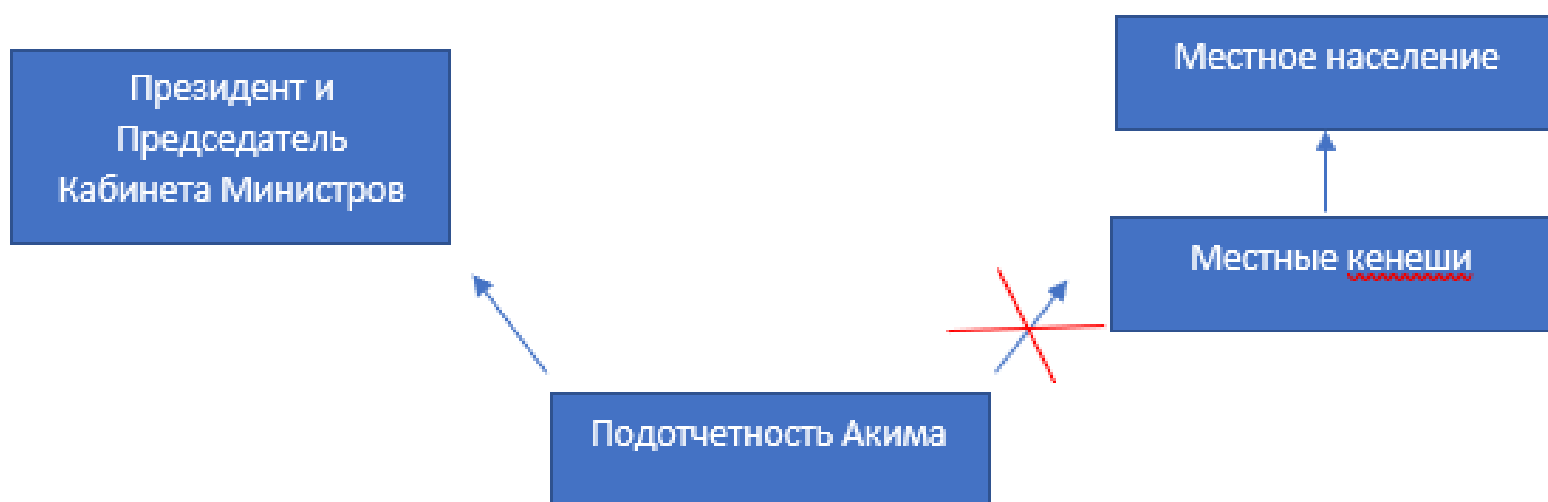 Президент и
Председатель
Кабинета Министров
Местное население
Местные кенеши
Подотчетность Акима